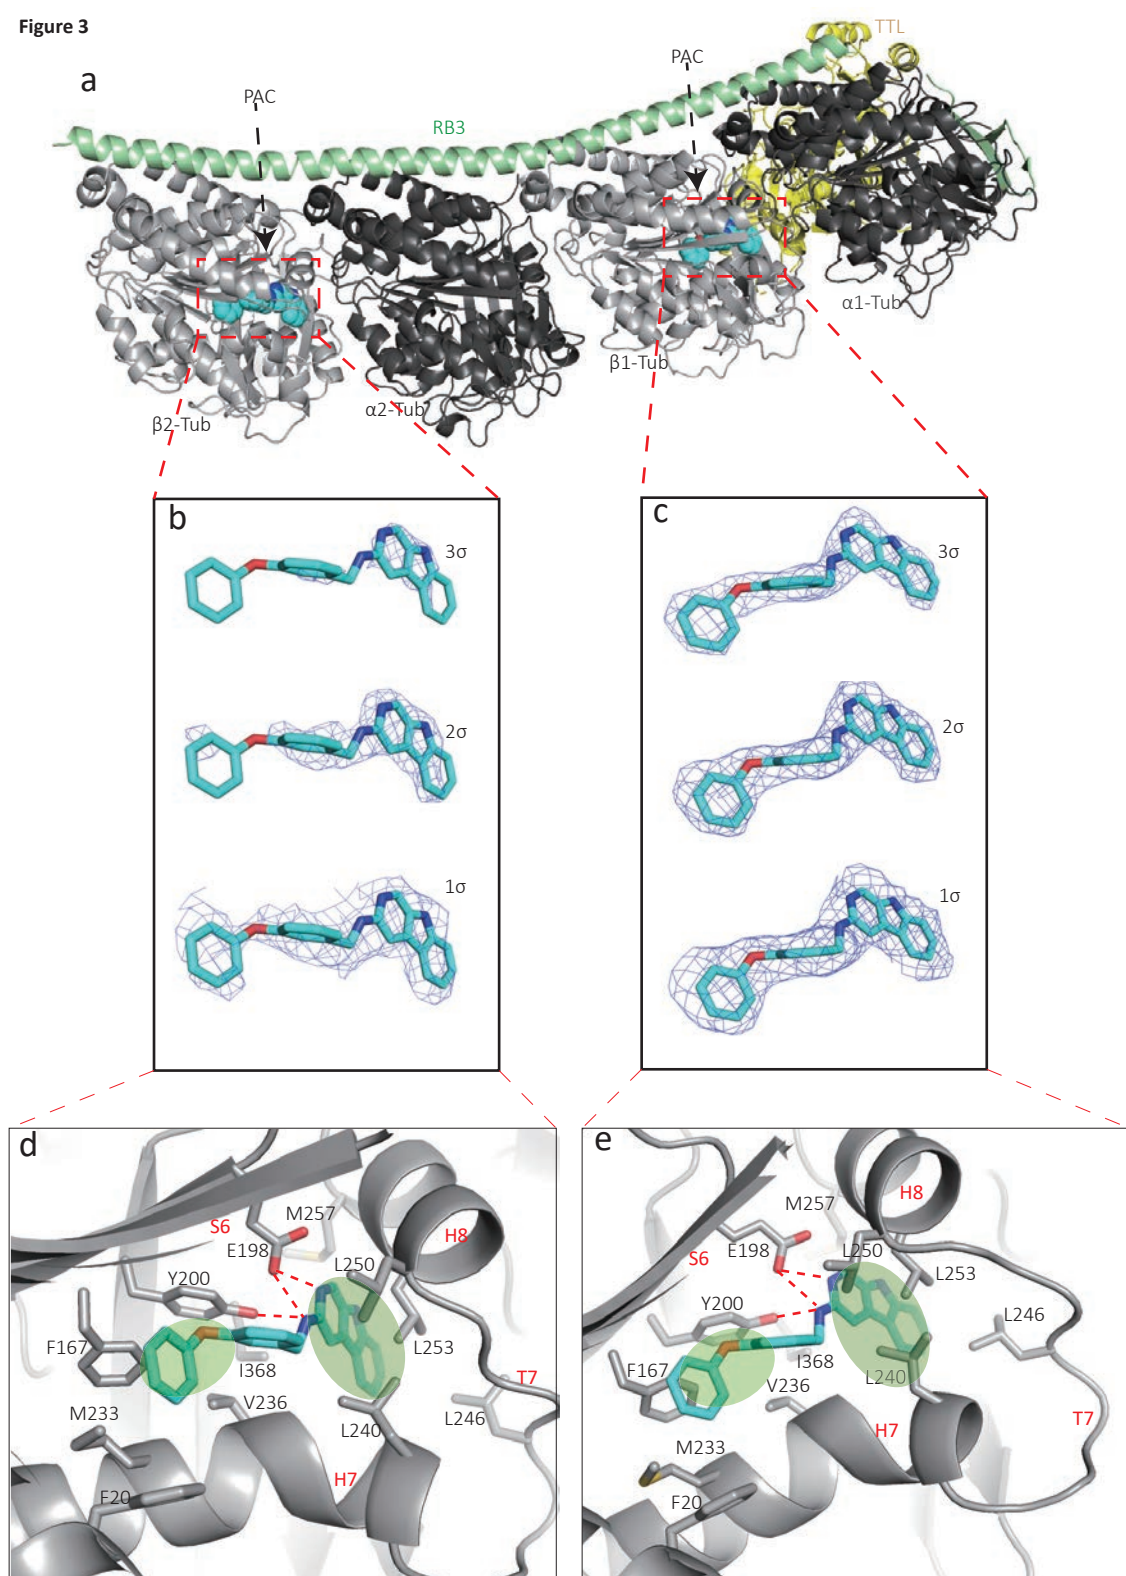 Figure 3
TTL
a
PAC
PAC
RB3
α1-Tub
β1-Tub
α2-Tub
β2-Tub
b
3σ
2σ
1σ
c
3σ
2σ
1σ
d
S6
M257
E198
H8
Y200
L250
F167
I368
L253
T7
M233
V236
L240
L246
H7
F20
e
M257
H8
S6
E198
L250
L253
Y200
L246
F167
I368
L240
V236
T7
H7
M233
F20